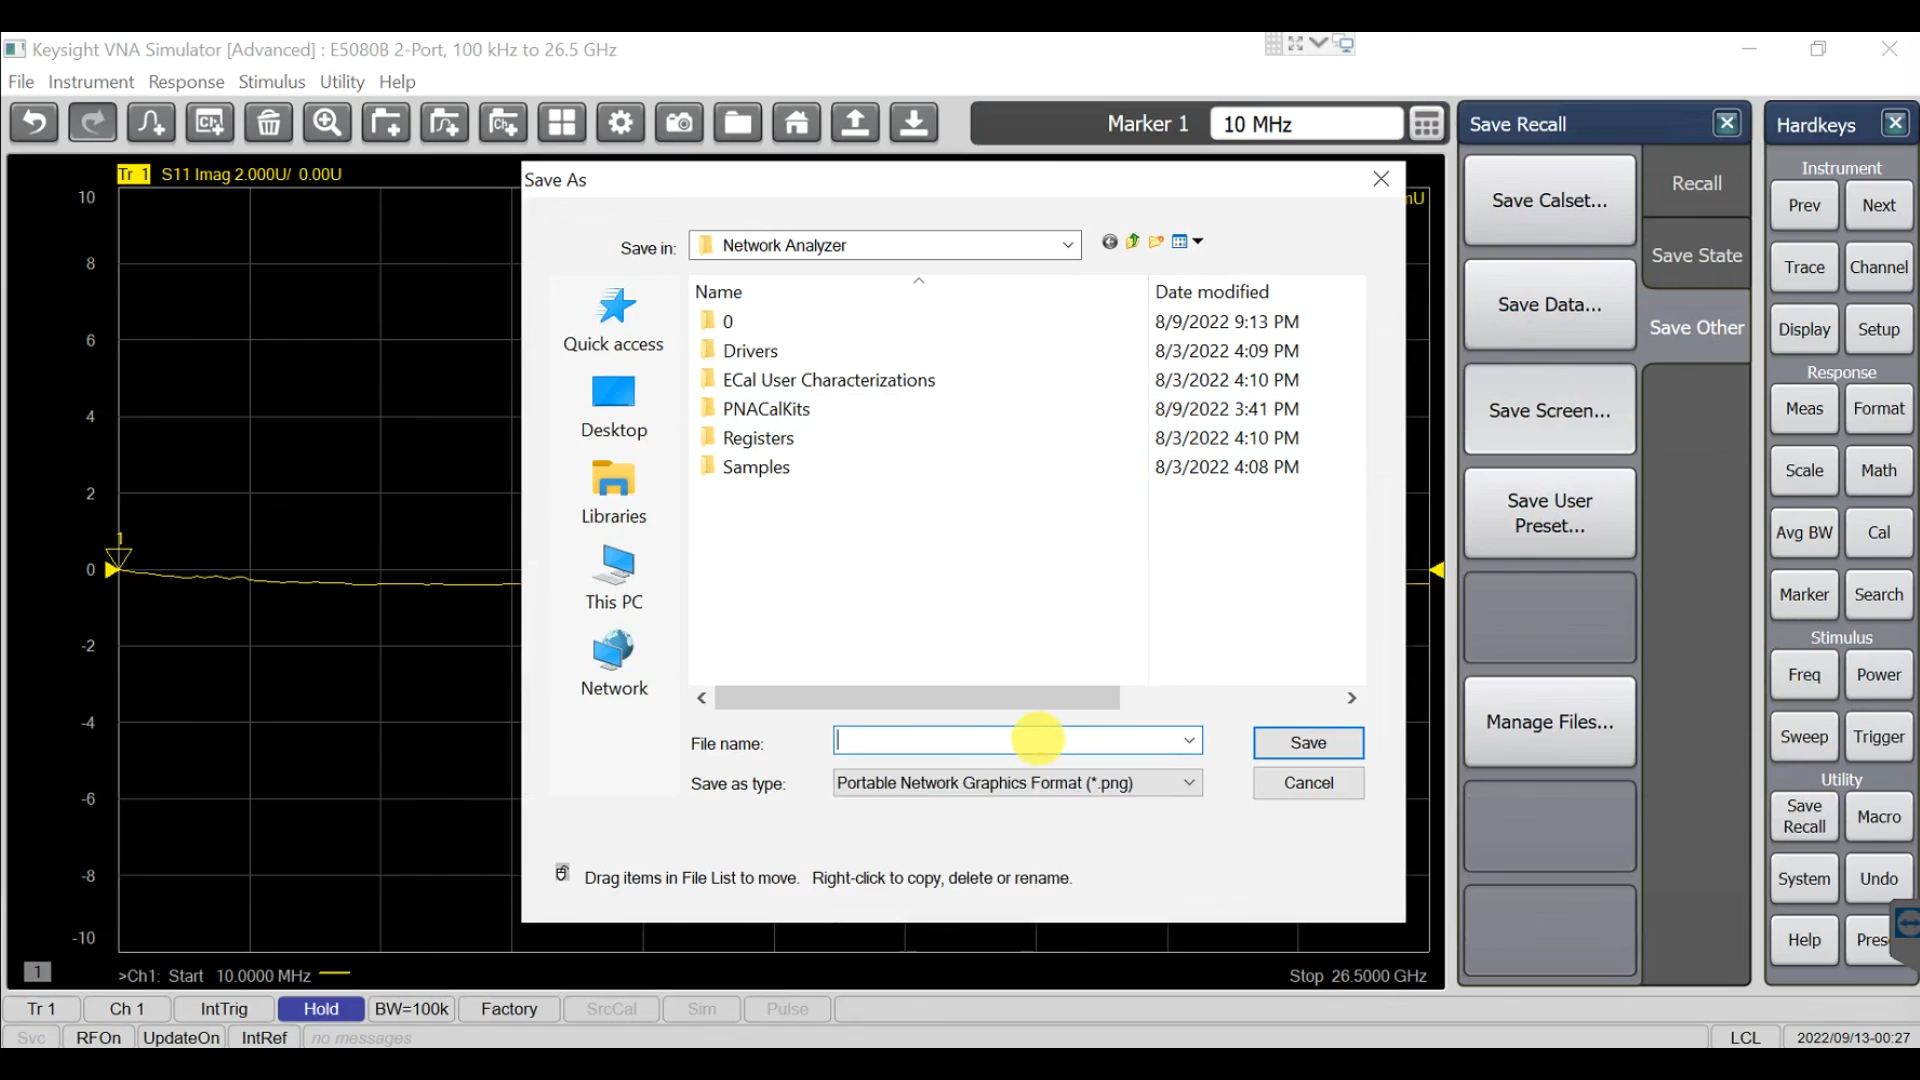 Keysight VNA Simulator [Advanced] : E5080B 2-Port, 100 kHz to 26.5 GHz
File Instrument Response Stimulus Utility Help
Marker 1 10 MHz
Save Recall
Hardkeys
Tr 1 S11 Imag 2.000U/ 0.00U
10
8
6
4
2
0
-2
-4
-6
-8
-10
1
mU
Save As
Save in: Network Analyzer
Quick access
Desktop
Libraries
This PC
Network
Name Date modified
0 8/9/2022 9:13 PM
Drivers 8/3/2022 4:09 PM
ECal User Characterizations 8/3/2022 4:10 PM
PNACalKits 8/9/2022 3:41 PM
Registers 8/3/2022 4:10 PM
Samples 8/3/2022 4:08 PM
File name: Save
Save as type: Portable Network Graphics Format (*.png) Cancel
Drag items in File List to move. Right-click to copy, delete or rename.
1 >Ch1: Start 10.0000 MHz Stop 26.5000 GHz
Save Calset...
Save Data...
Save Screen...
Save User
Preset...
Manage Files...
Recall
Save State
Save Other
Instrument
Prev Next
Trace Channel
Display Setup
Response
Meas Format
Scale Math
Avg BW Cal
Marker Search
Stimulus
Freq Power
Sweep Trigger
Utility
Save
Recall Macro
System Undo
Help Pres
Tr 1 Ch 1 IntTrig Hold BW=100k Factory SrcCal Sim Pulse
Svc RFOn UpdateOn IntRef no messages LCL 2022/09/13-00:27